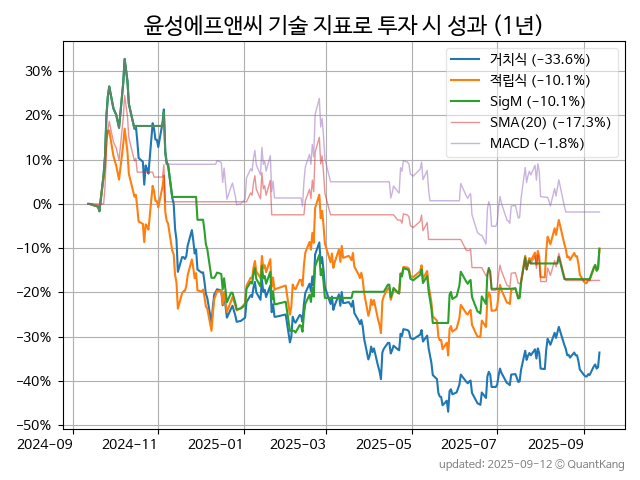 윤성에프앤씨 기술 지표로 투자 시 성과 (1년)
거치식 (−33.6%)
적립식 (−10.1%)
SigM (−10.1%)
SMA(20) (−17.3%)
MACD (−1.8%)
30%
20%
10%
0%
−10%
−20%
−30%
−40%
−50%
2024-09 2024-11 2025-01 2025-03 2025-05 2025-07 2025-09
updated: 2025-09-12 © QuantKang